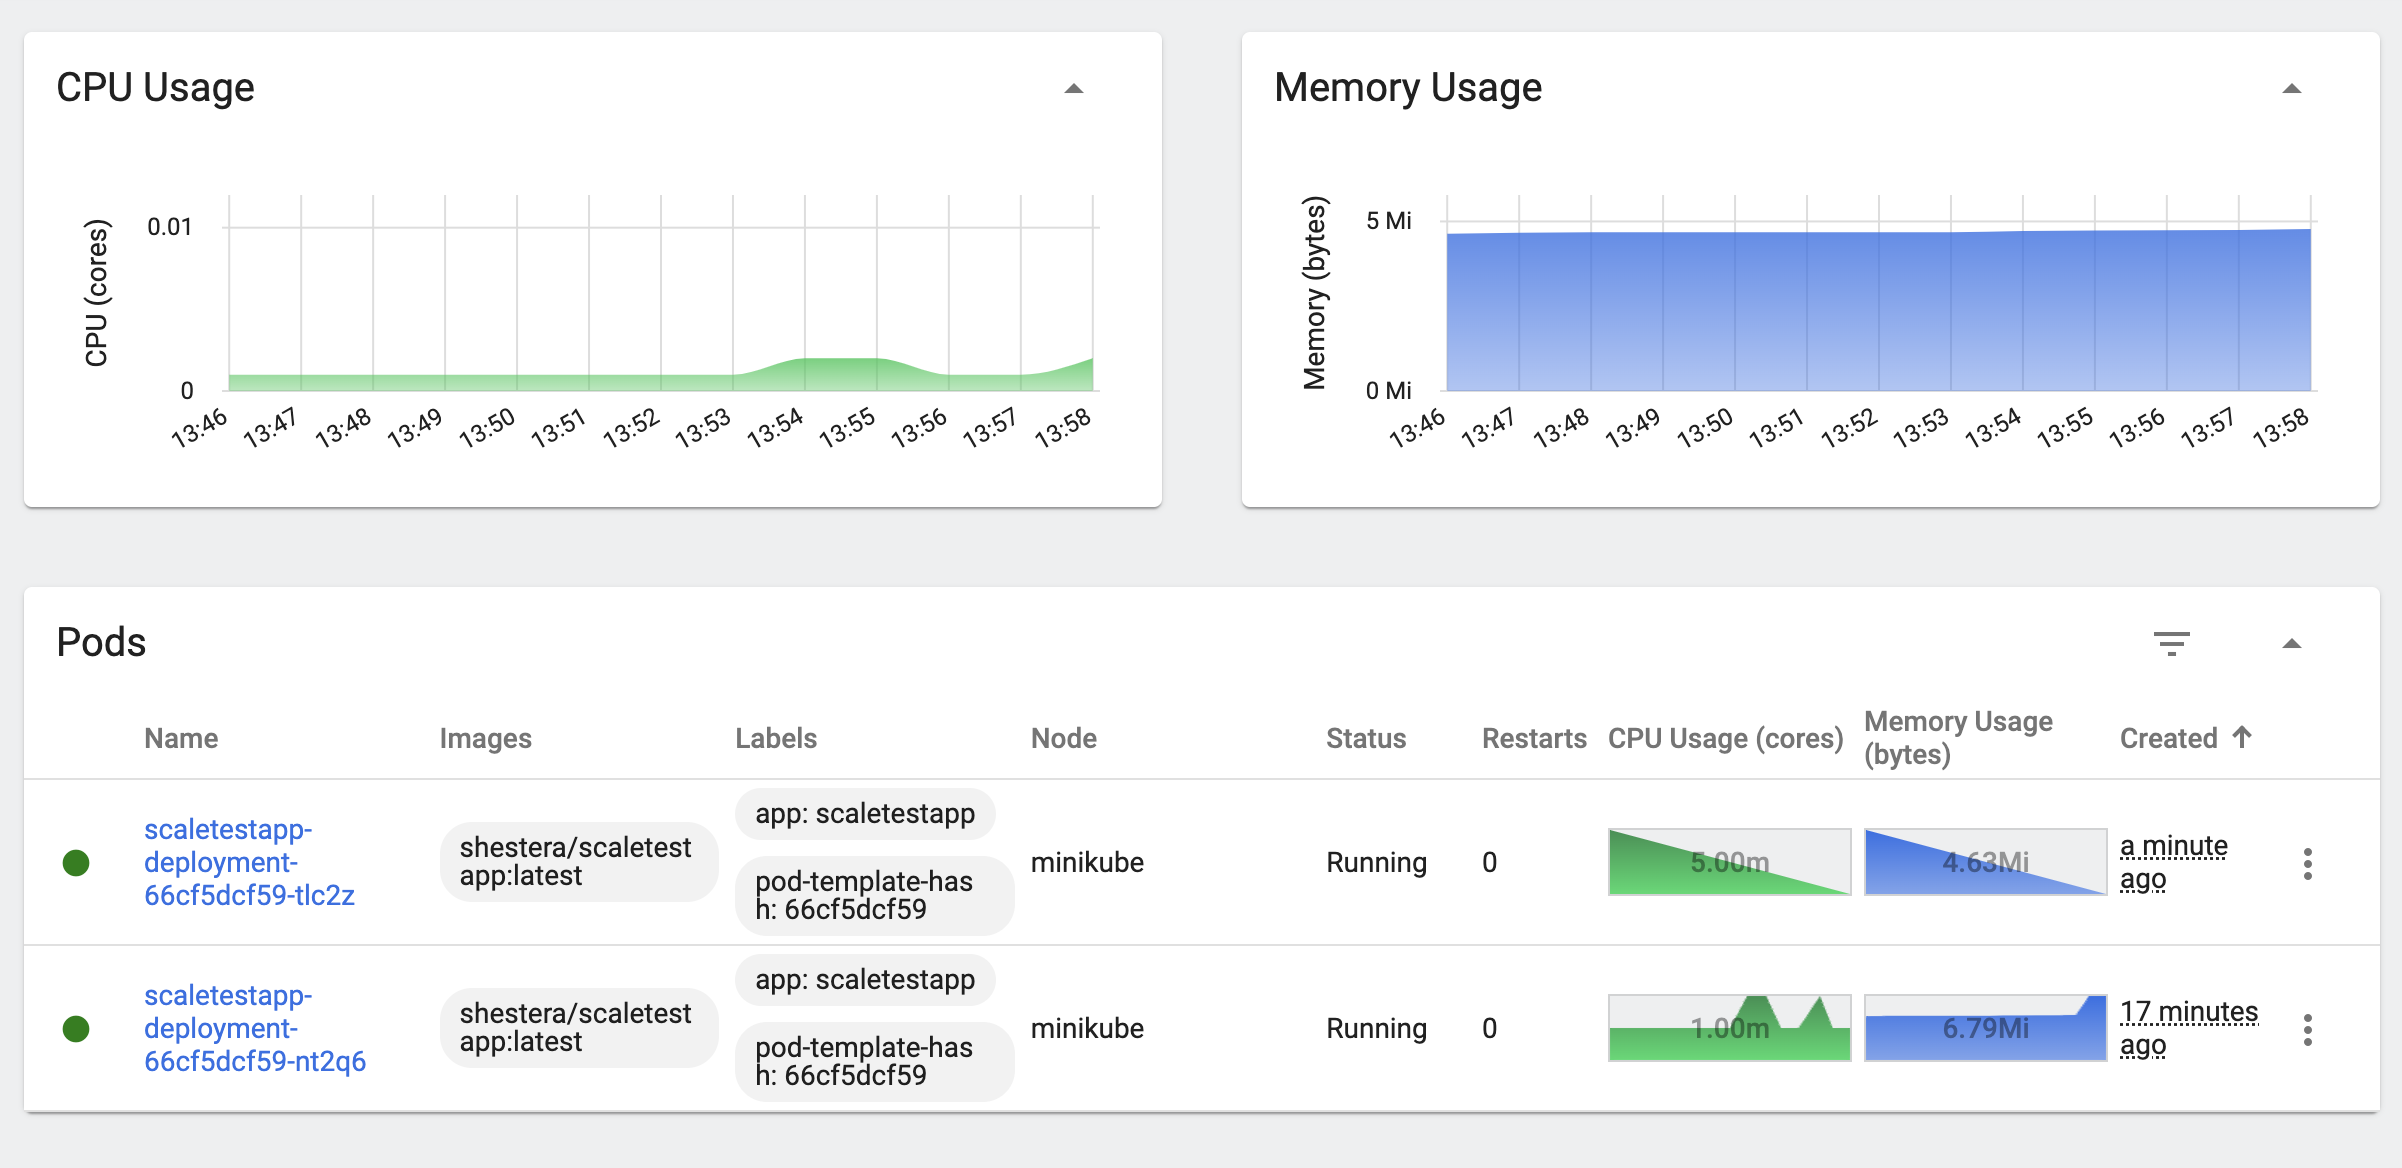 CPU Usage
CPU (cores)
0.01
0
13:46 13:47 13:48 13:49 13:50 13:51 13:52 13:53 13:54 13:55 13:56 13:57 13:58
Memory Usage
Memory (bytes)
5 Mi
0 Mi
13:46 13:47 13:48 13:49 13:50 13:51 13:52 13:53 13:54 13:55 13:56 13:57 13:58
Pods
Name
Images
Labels
Node
Status
Restarts
CPU Usage (cores)
Memory Usage
(bytes)
Created
scaletestapp-
deployment-
66cf5dcf59-tlc2z
shestera/scaletest
app:latest
app: scaletestapp
pod-template-has
h: 66cf5dcf59
minikube
Running
0
5.00m
4.63Mi
a minute
ago
scaletestapp-
deployment-
66cf5dcf59-nt2q6
shestera/scaletest
app:latest
app: scaletestapp
pod-template-has
h: 66cf5dcf59
minikube
Running
0
1.00m
6.79Mi
17 minutes
ago